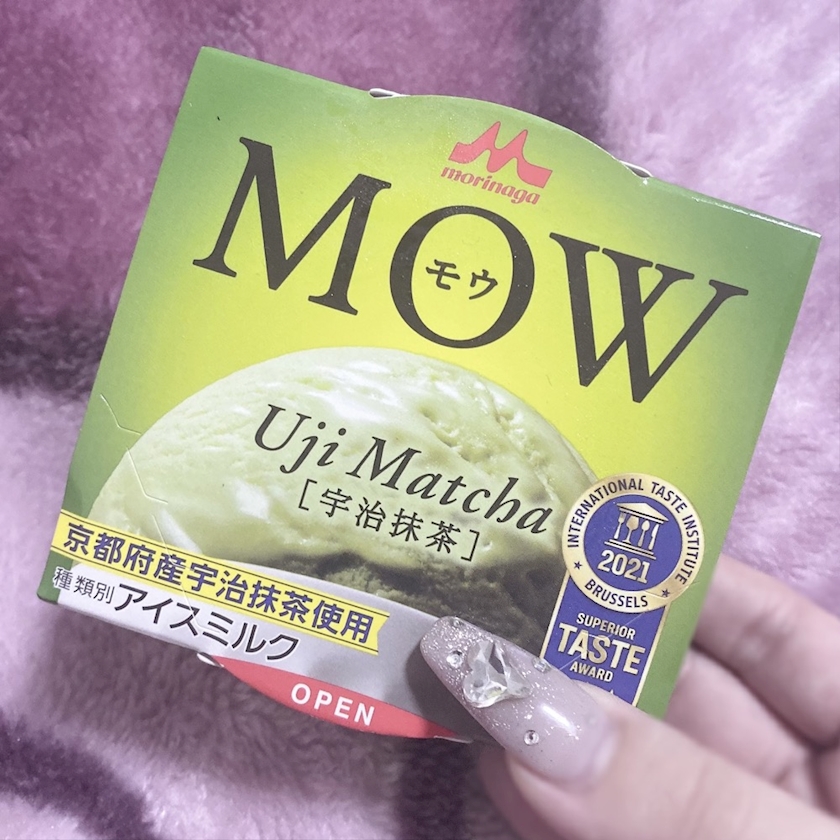 morinaga
MOW
モウ
Uji Matcha
[宇治抹茶]
INTERNATIONAL TASTE INSTITUTE
2021
BRUSSELS
SUPERIOR
TASTE
AWARD
京都府産宇治抹茶使用
種類別アイスミルク
OPEN